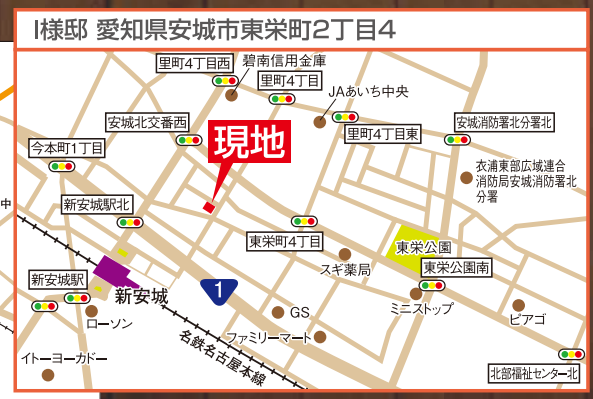 I様邸 愛知県安城市東栄町2丁目4
里町4丁目西
碧南信用金庫
里町4丁目
JAあいち中央
安城北交番西
里町4丁目東
安城消防署北分署北
今本町1丁目
現地
衣浦東部広域連合
消防局安城消防署北
分署
中
新安城駅北
東栄町4丁目
東栄公園
スギ薬局
東栄公園南
新安城駅
新安城
1
ミニストップ
ピアゴ
ローソン
GS
ファミリーマート
名鉄名古屋本線
イトーヨーカドー
北部福祉センター北